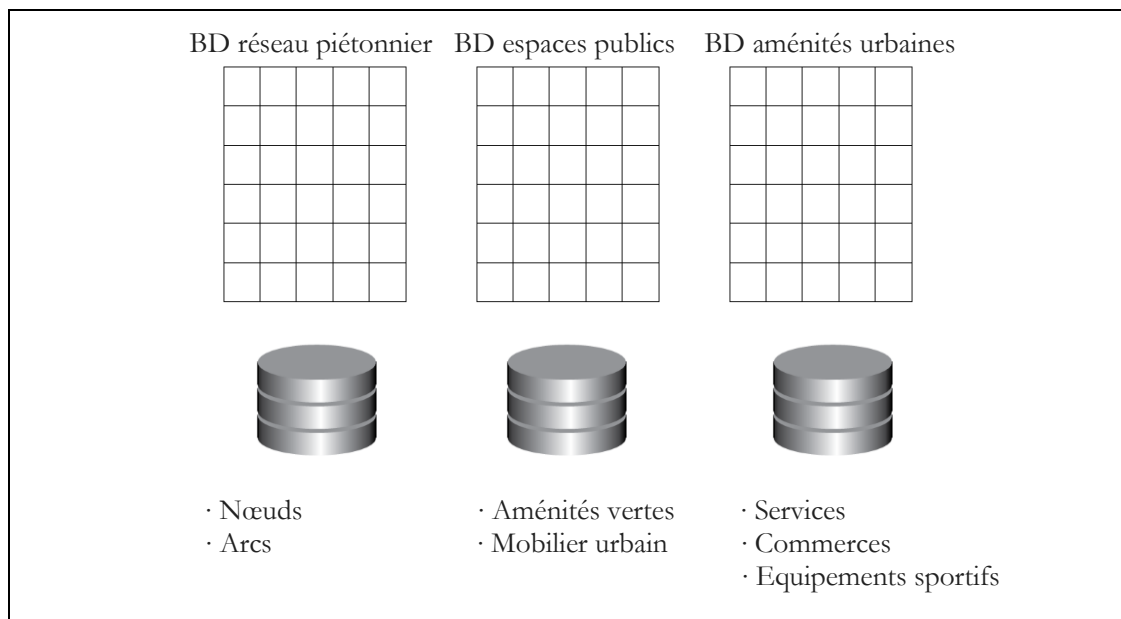 BD réseau piétonnier
BD espaces publics
BD aménités urbaines
· Nœuds
· Arcs
· Aménités vertes
· Mobilier urbain
· Services
· Commerces
· Equipements sportifs